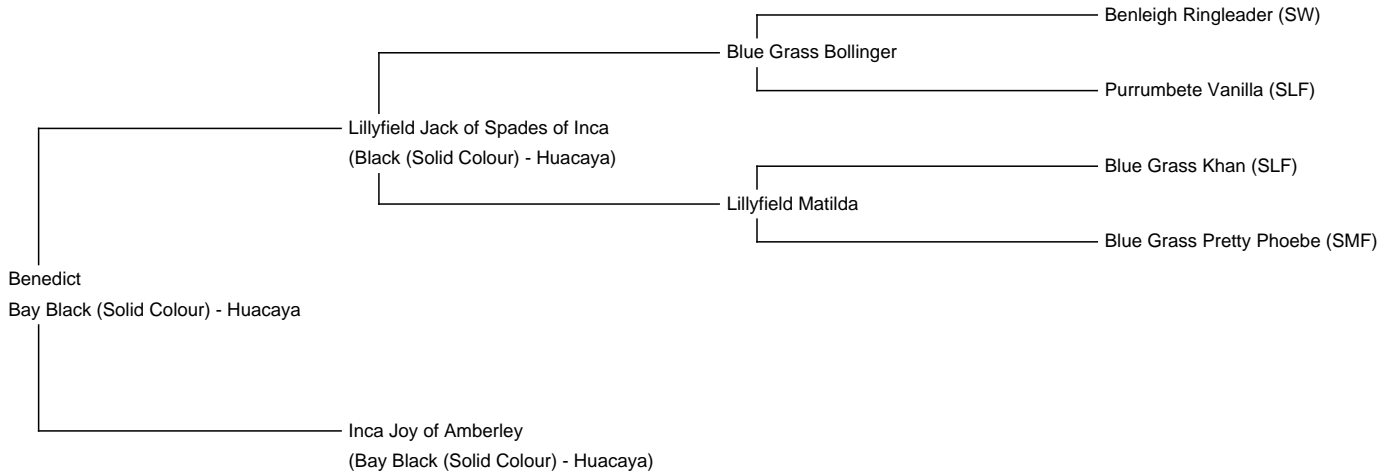 Benleigh Ringleader (SW)
Blue Grass Bollinger
Purrumbete Vanilla (SLF)
Lillyfield Jack of Spades of Inca
(Black (Solid Colour) - Huacaya)
Blue Grass Khan (SLF)
Lillyfield Matilda
Blue Grass Pretty Phoebe (SMF)
Benedict
Bay Black (Solid Colour) - Huacaya
Inca Joy of Amberley
(Bay Black (Solid Colour) - Huacaya)